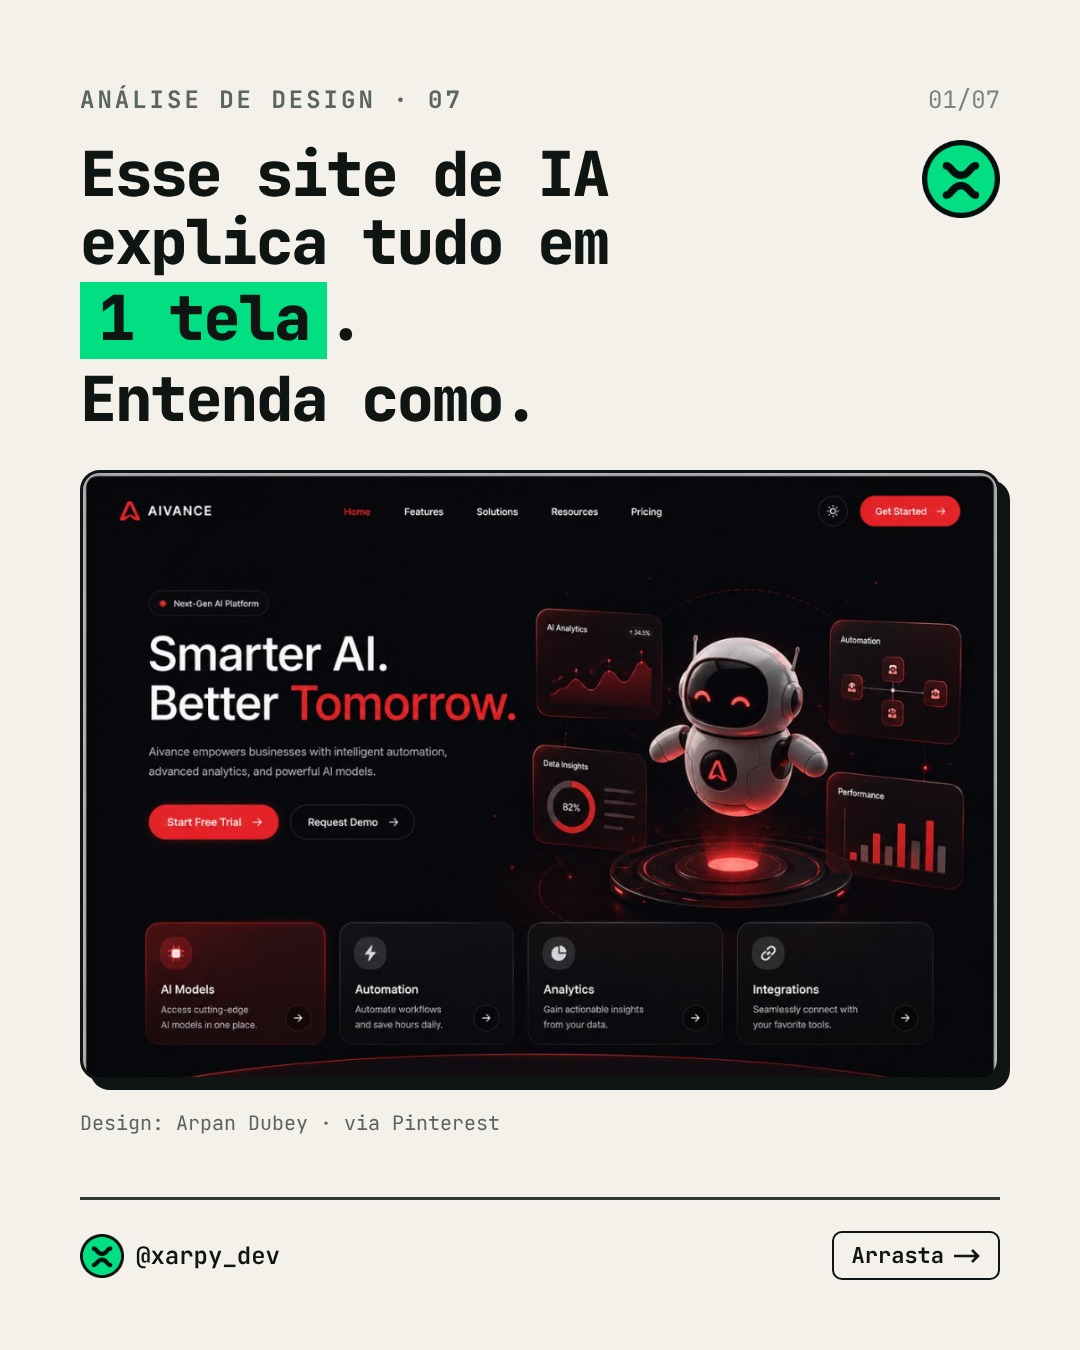 ANÁLISE DE DESIGN · 07
01/07
Esse site de IA
explica tudo em
1 tela.
Entenda como.
AIVANCE
Home
Features
Solutions
Resources
Pricing
Get Started →
Next-Gen AI Platform
Smarter AI.
Better Tomorrow.
Aivance empowers businesses with intelligent automation,
advanced analytics, and powerful AI models.
Start Free Trial →
Request Demo →
AI Analytics
↑ 24.5%
Automation
Data Insights
82%
Performance
AI Models
Access cutting-edge
AI models in one place.
Automation
Automate workflows
and save hours daily.
Analytics
Gain actionable insights
from your data.
Integrations
Seamlessly connect with
your favorite tools.
Design: Arpan Dubey · via Pinterest
@xarpy_dev
Arrasta →